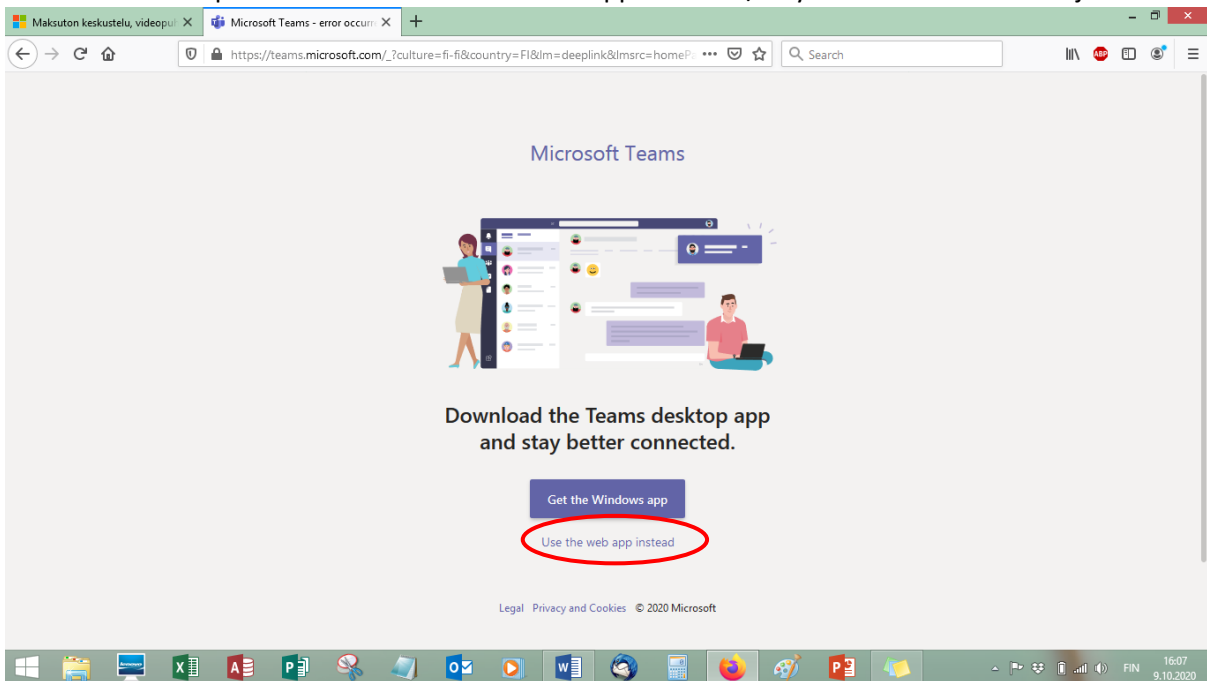 Maksuton keskustelu, videopuh
Microsoft Teams - error occurre
https://teams.microsoft.com/_?culture=fi-fi&country=FI&lm=deeplink&lmsrc=homePa
Search
ABP
Microsoft Teams
Download the Teams desktop app
and stay better connected.
Get the Windows app
Use the web app instead
Legal Privacy and Cookies © 2020 Microsoft
FIN
16:07
9.10.2020